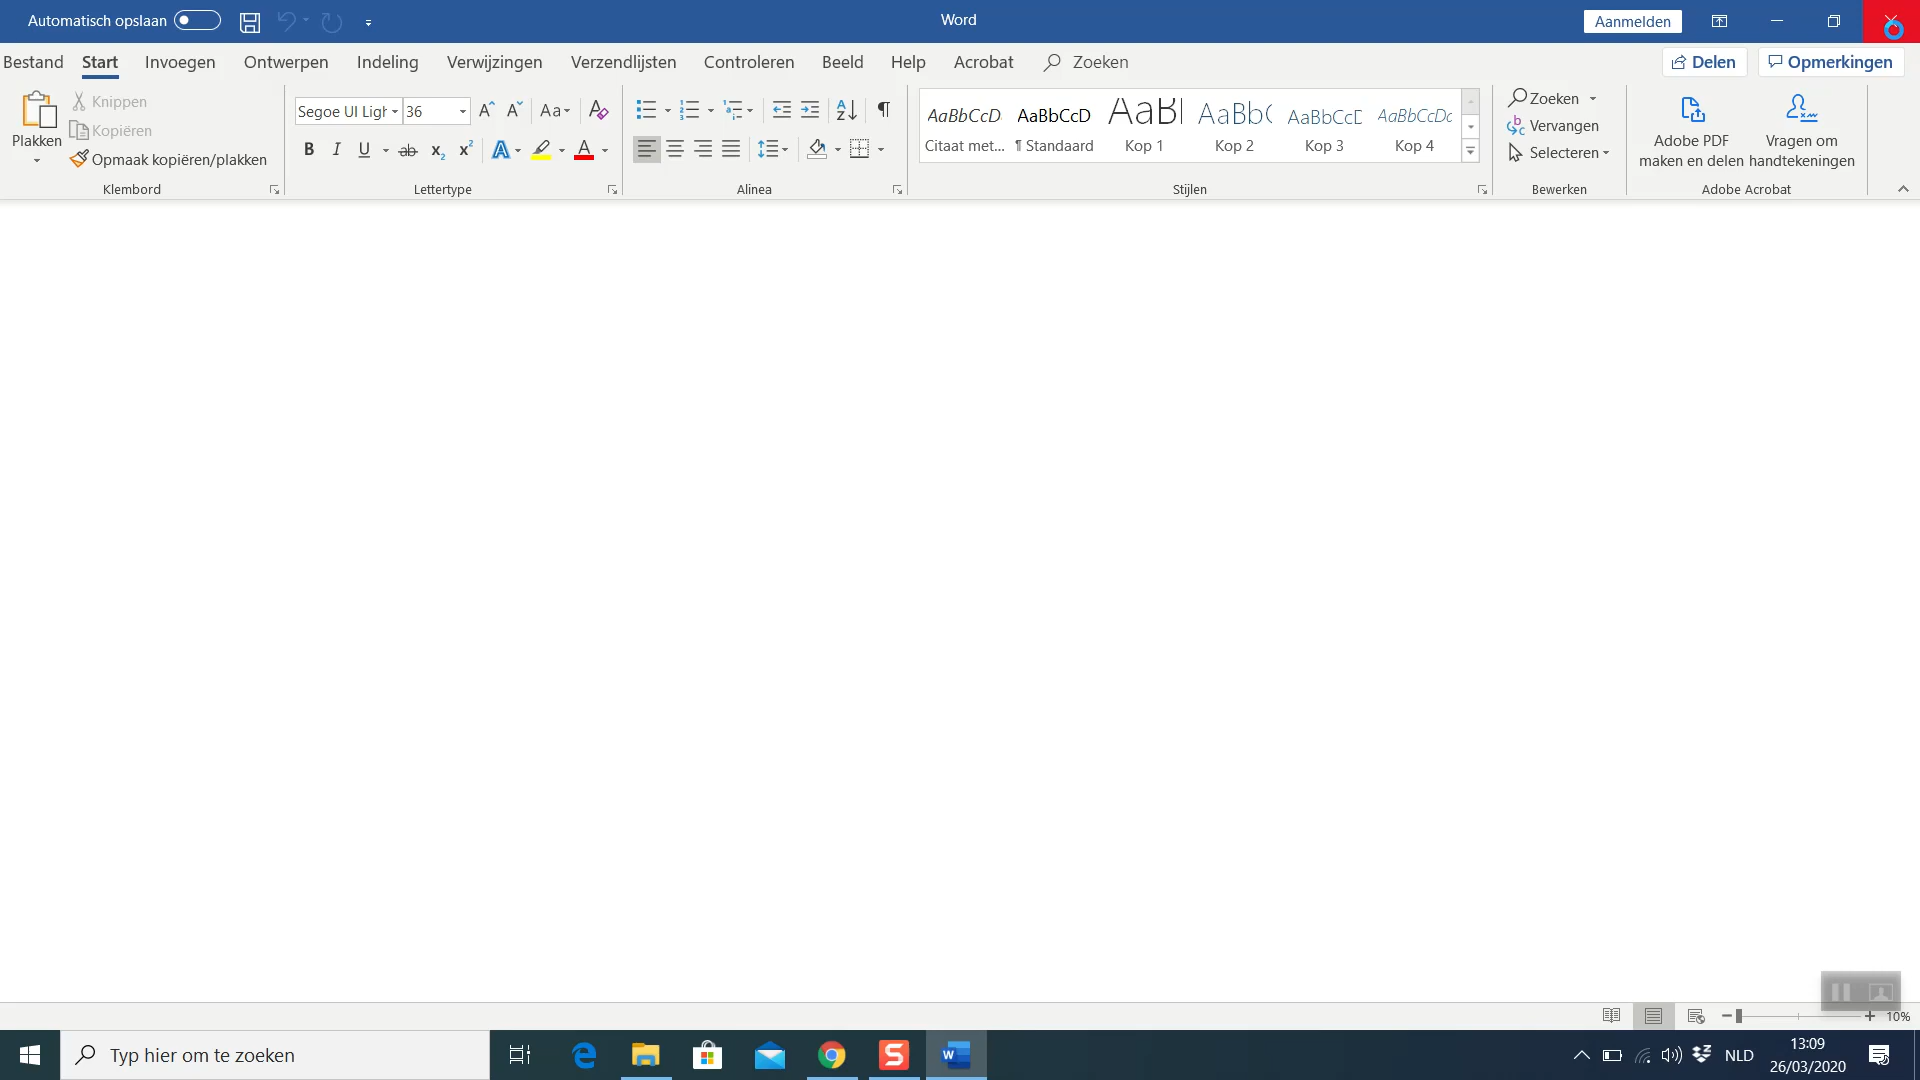 Automatisch opslaan
Word
Aanmelden
Bestand Start Invoegen Ontwerpen Indeling Verwijzingen Verzendlijsten Controleren Beeld Help Acrobat Zoeken
Delen Opmerkingen
Plakken
Knippen
Kopiëren
Opmaak kopiëren/plakken
Klembord
Segoe UI Ligh 36
Lettertype
Alinea
AaBbCcD AaBbCcD AaBl AaBb( AaBbCcE AaBbCcDc
Citaat met... ¶ Standaard Kop 1 Kop 2 Kop 3 Kop 4
Stijlen
Zoeken
Vervangen
Selecteren
Bewerken
Adobe PDF
maken en delen
Vragen om
handtekeningen
Adobe Acrobat
10%
Typ hier om te zoeken
NLD
13:09
26/03/2020